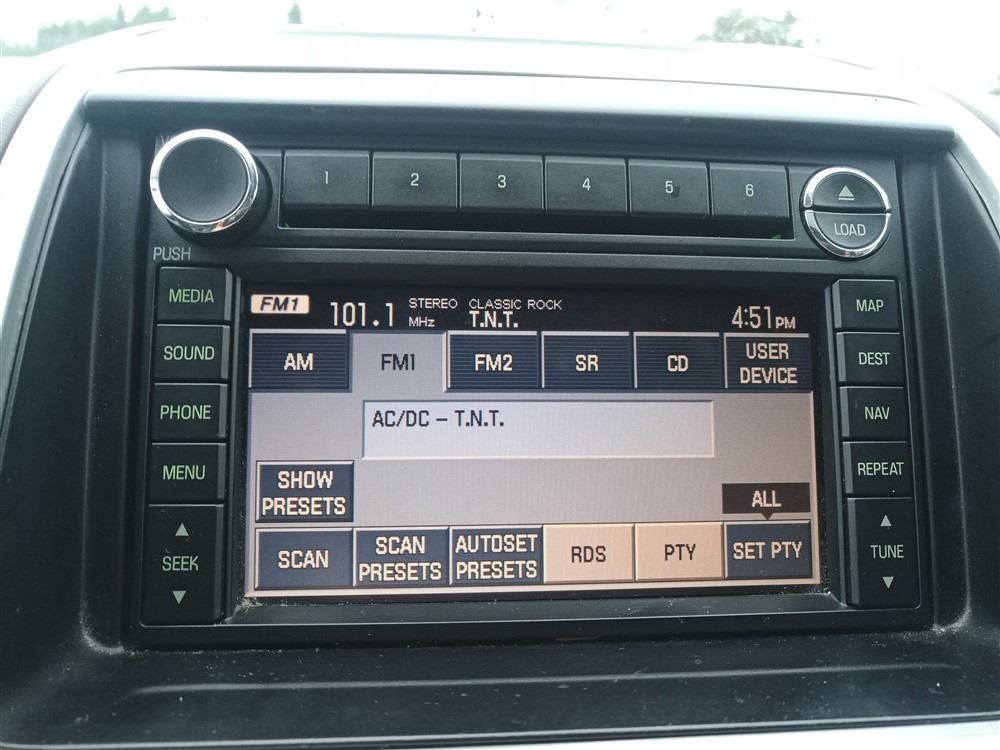 1 2 3 4 5 6
LOAD
PUSH
MEDIA
SOUND
PHONE
MENU
SEEK
FM1 101.1 MHz STEREO CLASSIC ROCK
T.N.T.
4:51PM
AM FM1 FM2 SR CD USER DEVICE
AC/DC – T.N.T.
SHOW PRESETS
ALL
SCAN SCAN PRESETS AUTOSET PRESETS RDS PTY SET PTY
MAP
DEST
NAV
REPEAT
TUNE